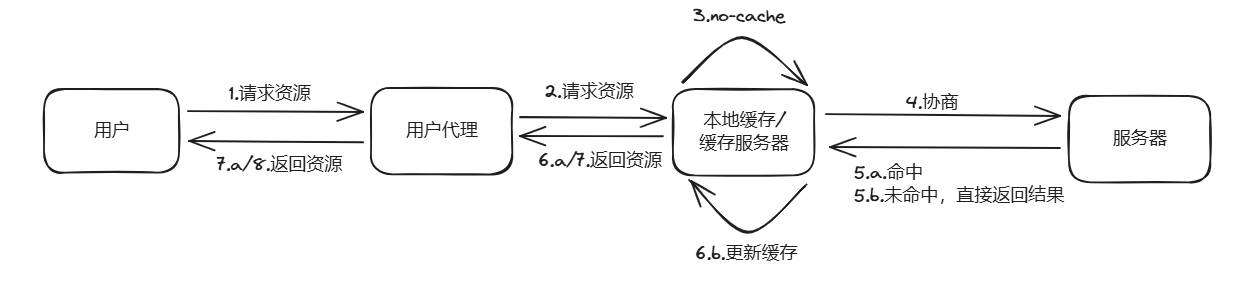 3.no-cache
1.请求资源
2.请求资源
4.协商
用户
用户代理
本地缓存/
缓存服务器
服务器
7.a/8.返回资源
6.a/7.返回资源
5.a.命中
5.b.未命中，直接返回结果
6.b.更新缓存